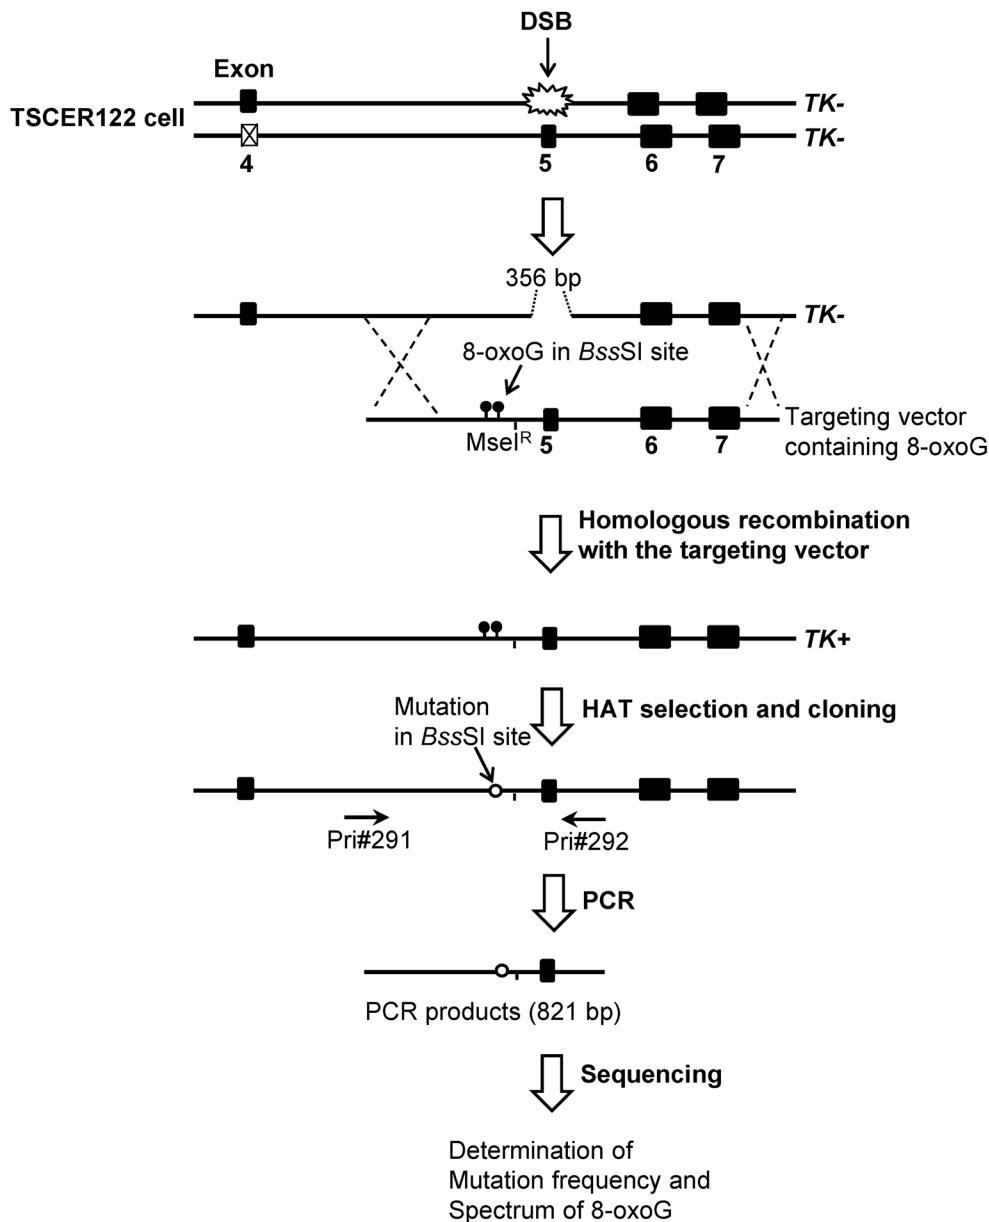 DSB
Exon
TSCER122 cell
TK-
TK-
4
5
6
7
356 bp
TK-
8-oxoG in BssSI site
MseIR
5
6
7
Targeting vector
containing 8-oxoG
Homologous recombination
with the targeting vector
TK+
HAT selection and cloning
Mutation
in BssSI site
Pri#291
Pri#292
PCR
PCR products (821 bp)
Sequencing
Determination of
Mutation frequency and
Spectrum of 8-oxoG